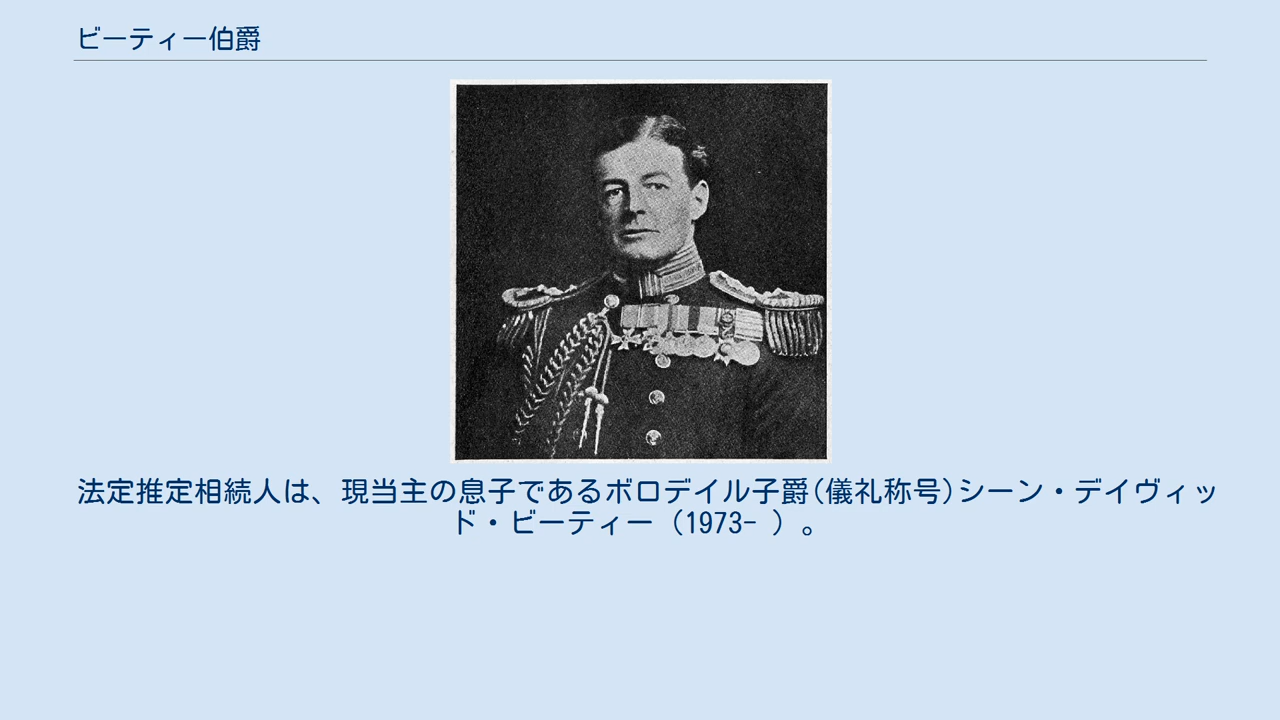 ビーティー伯爵
法定推定相続人は、現当主の息子であるボロデイル子爵(儀礼称号)シーン・デイヴィッ
ド・ビーティー（1973- ）。